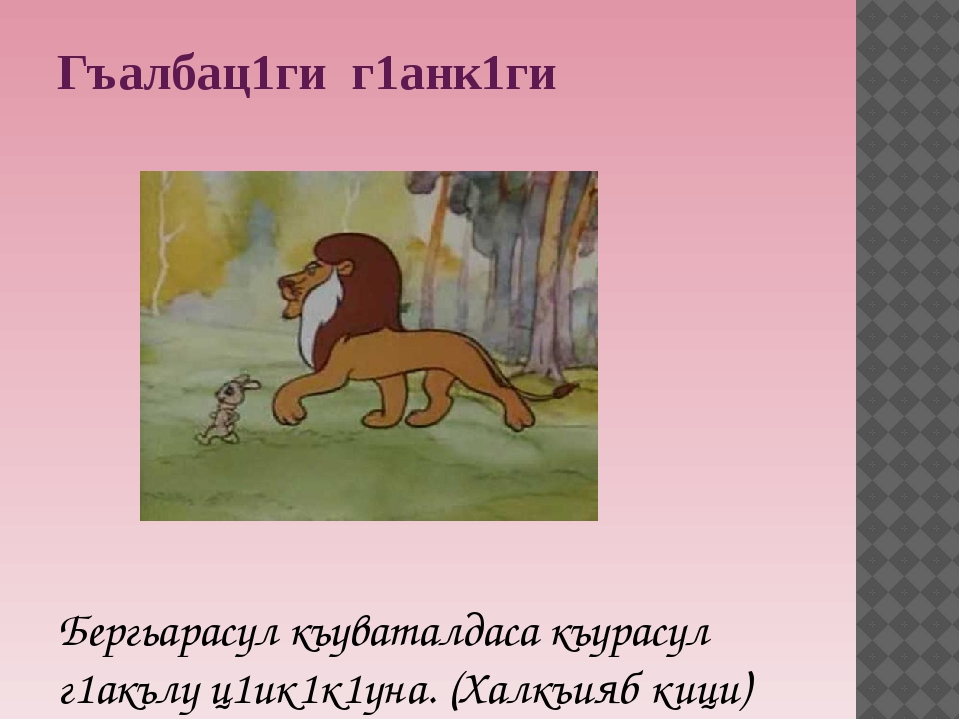 Гъалбац1ги г1анк1ги
Бергьарасул къуваталдаса къурасул
г1акълу ц1ик1к1уна. (Халкъияб кици)